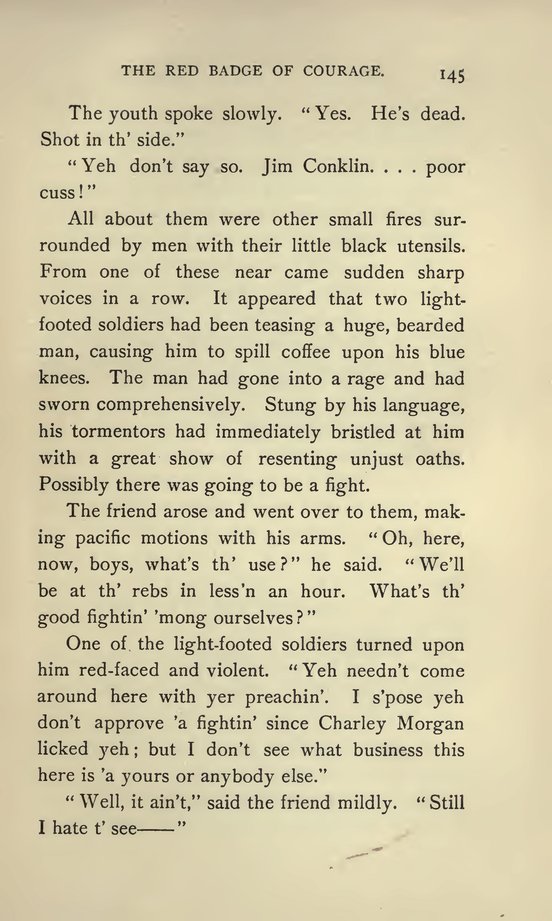 THE RED BADGE OF COURAGE. 145
The youth spoke slowly. “Yes. He's dead.
Shot in th' side.”
“Yeh don't say so. Jim Conklin. . . . poor
cuss!”
All about them were other small fires sur-
rounded by men with their little black utensils.
From one of these near came sudden sharp
voices in a row. It appeared that two light-
footed soldiers had been teasing a huge, bearded
man, causing him to spill coffee upon his blue
knees. The man had gone into a rage and had
sworn comprehensively. Stung by his language,
his tormentors had immediately bristled at him
with a great show of resenting unjust oaths.
Possibly there was going to be a fight.
The friend arose and went over to them, mak-
ing pacific motions with his arms. “Oh, here,
now, boys, what's th' use?” he said. “We'll
be at th' rebs in less'n an hour. What's th'
good fightin' 'mong ourselves?”
One of the light-footed soldiers turned upon
him red-faced and violent. “Yeh needn't come
around here with yer preachin'. I s'pose yeh
don't approve 'a fightin' since Charley Morgan
licked yeh; but I don't see what business this
here is 'a yours or anybody else.”
“Well, it ain't,” said the friend mildly. “Still
I hate t' see——”